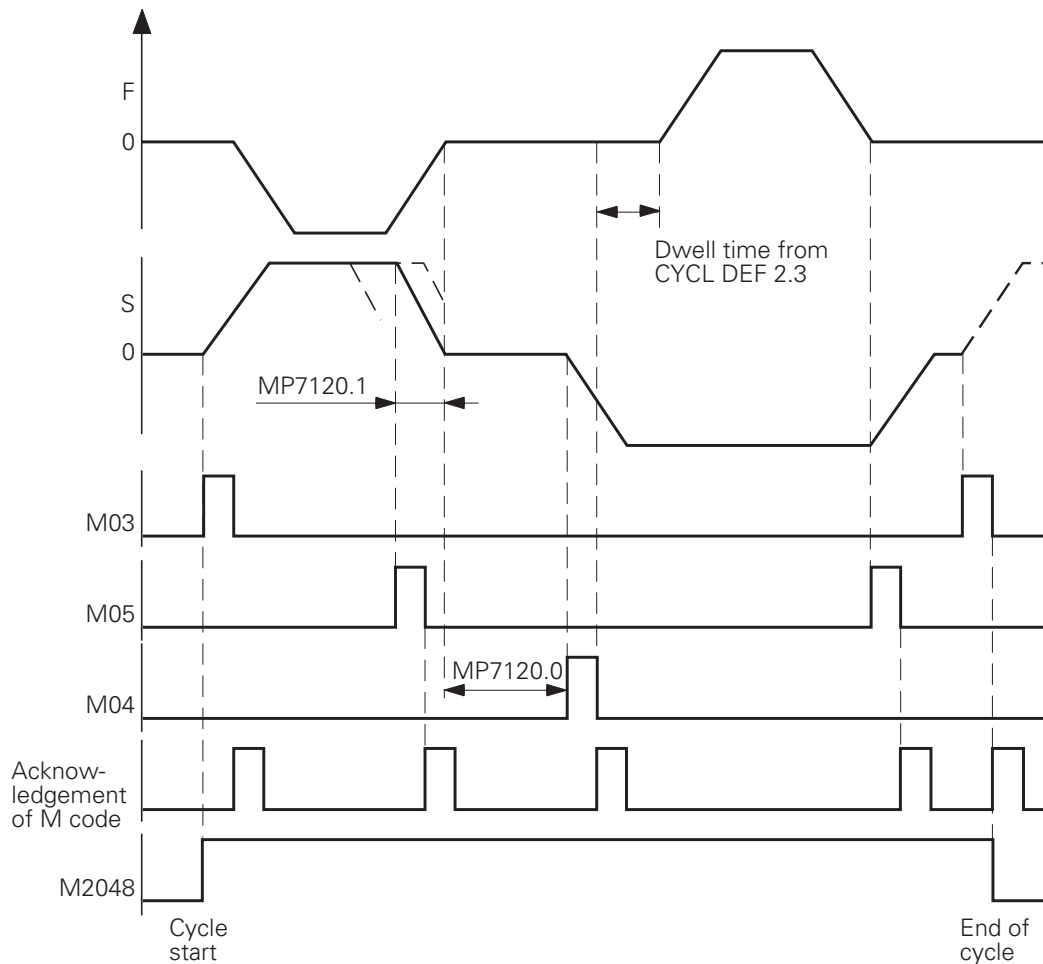 F
0
Dwell time from
CYCL DEF 2.3
S
0
MP7120.1
M03
M05
MP7120.0
M04
Acknow-
ledgement
of M code
M2048
Cycle
start
End of
cycle